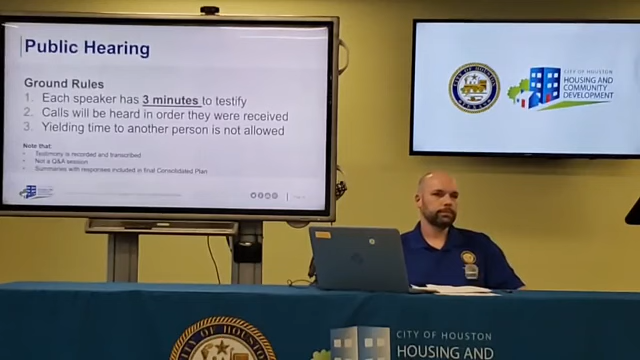 Public Hearing
Ground Rules
1. Each speaker has 3 minutes to testify
2. Calls will be heard in order they were received
3. Yielding time to another person is not allowed
Note that:
• Testimony is recorded and transcribed
• Not a Q&A session
• Summaries with responses included in final Consolidated Plan
CITY OF HOUSTON
HOUSING AND
COMMUNITY
DEVELOPMENT
CITY OF HOUSTON
HOUSING AND